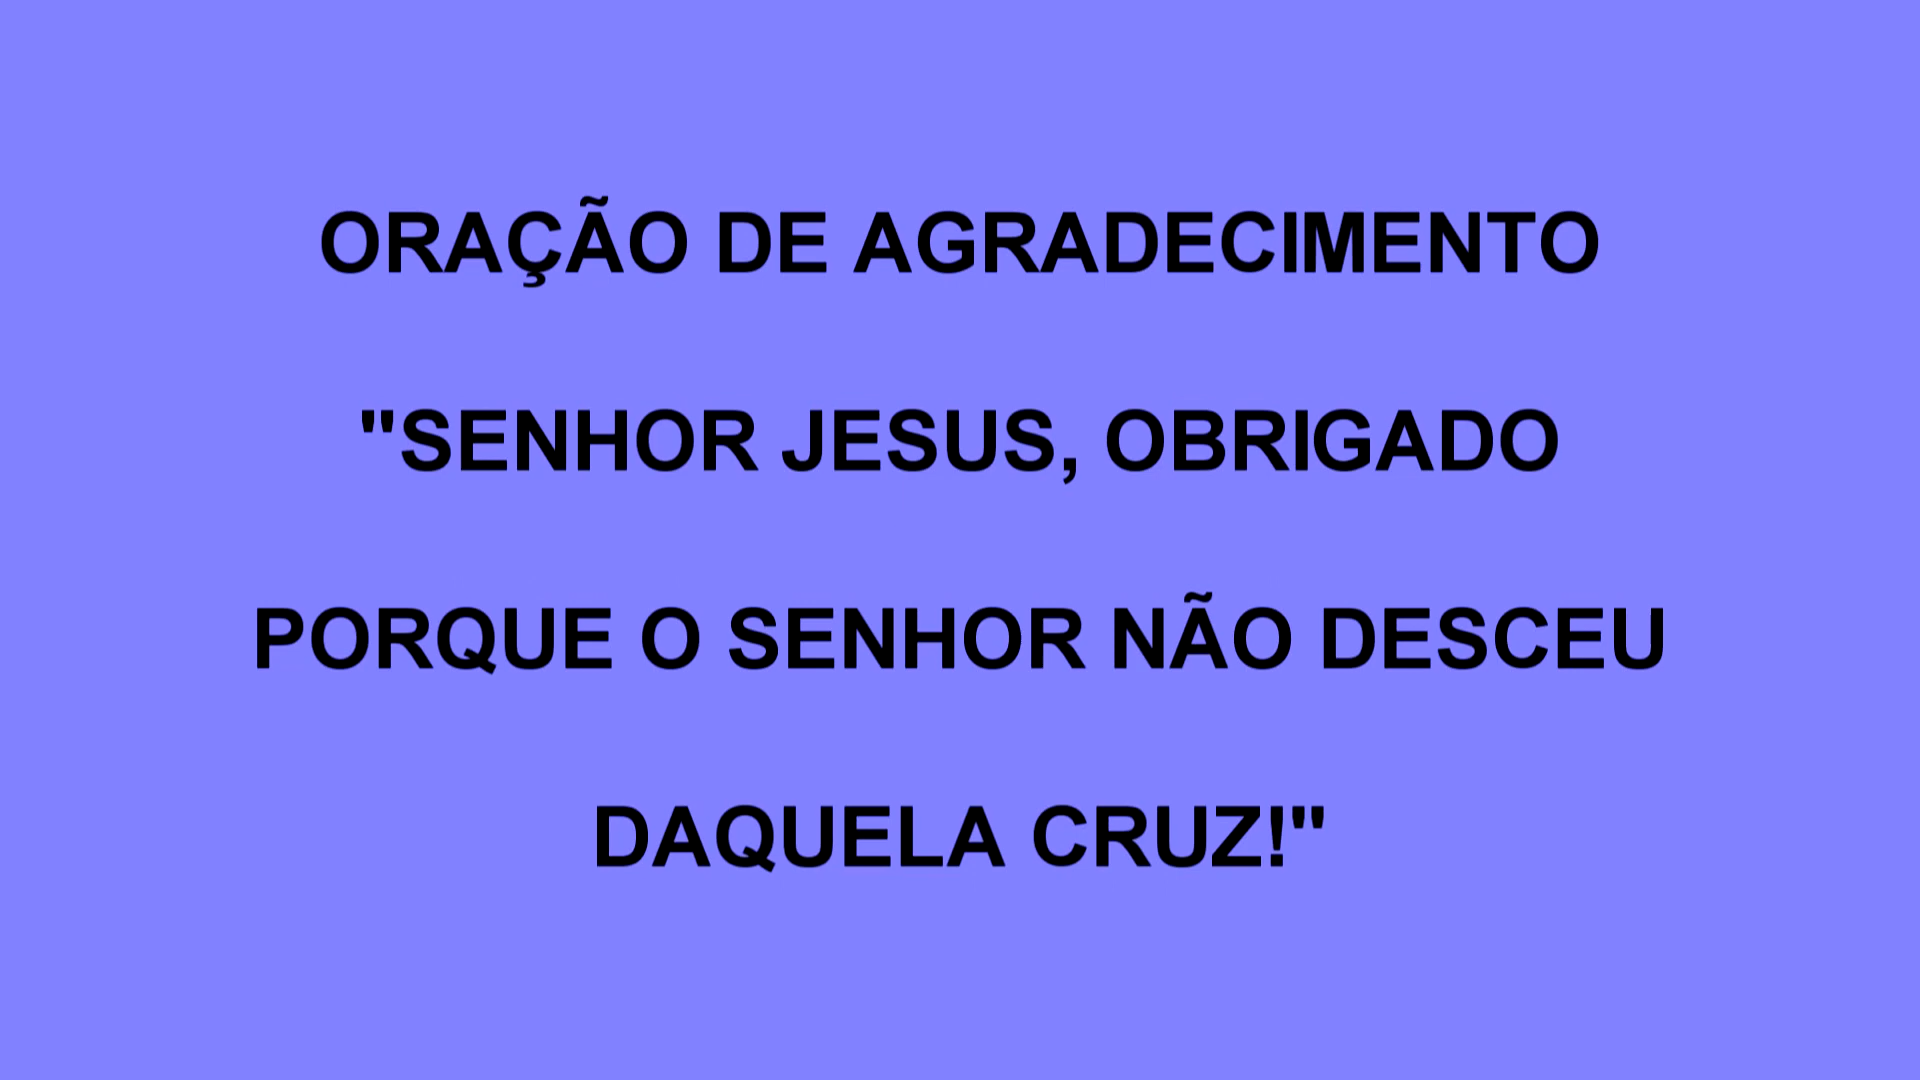 ORAÇÃO DE AGRADECIMENTO
"SENHOR JESUS, OBRIGADO
PORQUE O SENHOR NÃO DESCEU
DAQUELA CRUZ!"